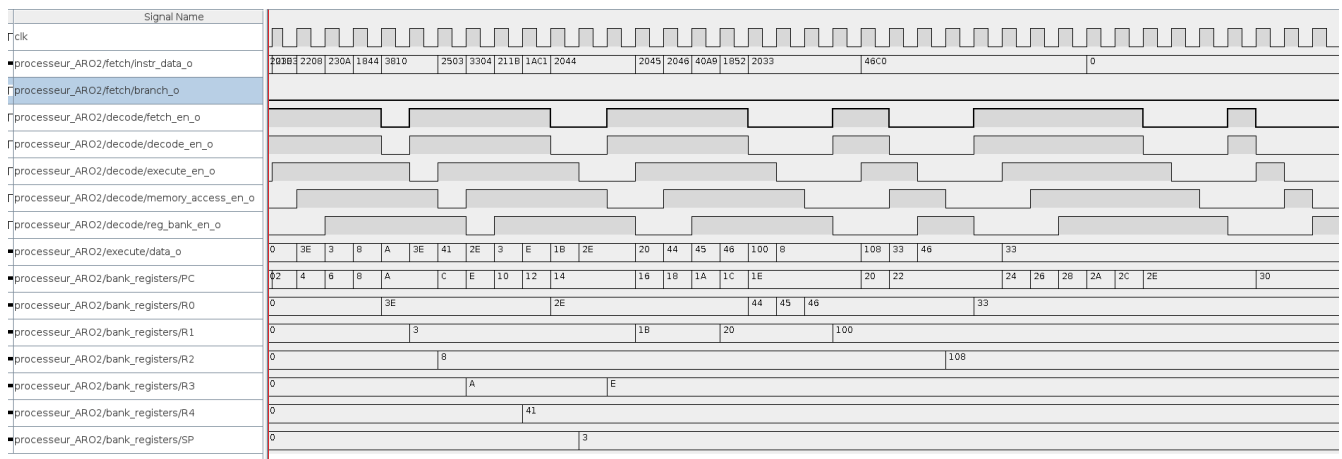 Signal Name
clk
processeur_ARO2/fetch/instr_data_o 2208 230A 1844 3810 2503 3304 211B 1AC1 2044 2045 2046 40A9 1852 2033 46C0 0
processeur_ARO2/fetch/branch_o
processeur_ARO2/decode/fetch_en_o
processeur_ARO2/decode/decode_en_o
processeur_ARO2/decode/execute_en_o
processeur_ARO2/decode/memory_access_en_o
processeur_ARO2/decode/reg_bank_en_o
processeur_ARO2/execute/data_o 0 3E 3 8 A 3E 41 2E 3 E 1B 2E 20 44 45 46 100 8 108 33 46 33
processeur_ARO2/bank_registers/PC 02 4 6 8 A C E 10 12 14 16 18 1A 1C 1E 20 22 24 26 28 2A 2C 2E 30
processeur_ARO2/bank_registers/R0 0 3E 2E 44 45 46 33
processeur_ARO2/bank_registers/R1 0 3 1B 20 100
processeur_ARO2/bank_registers/R2 0 8 108
processeur_ARO2/bank_registers/R3 0 A E
processeur_ARO2/bank_registers/R4 0 41
processeur_ARO2/bank_registers/SP 0 3